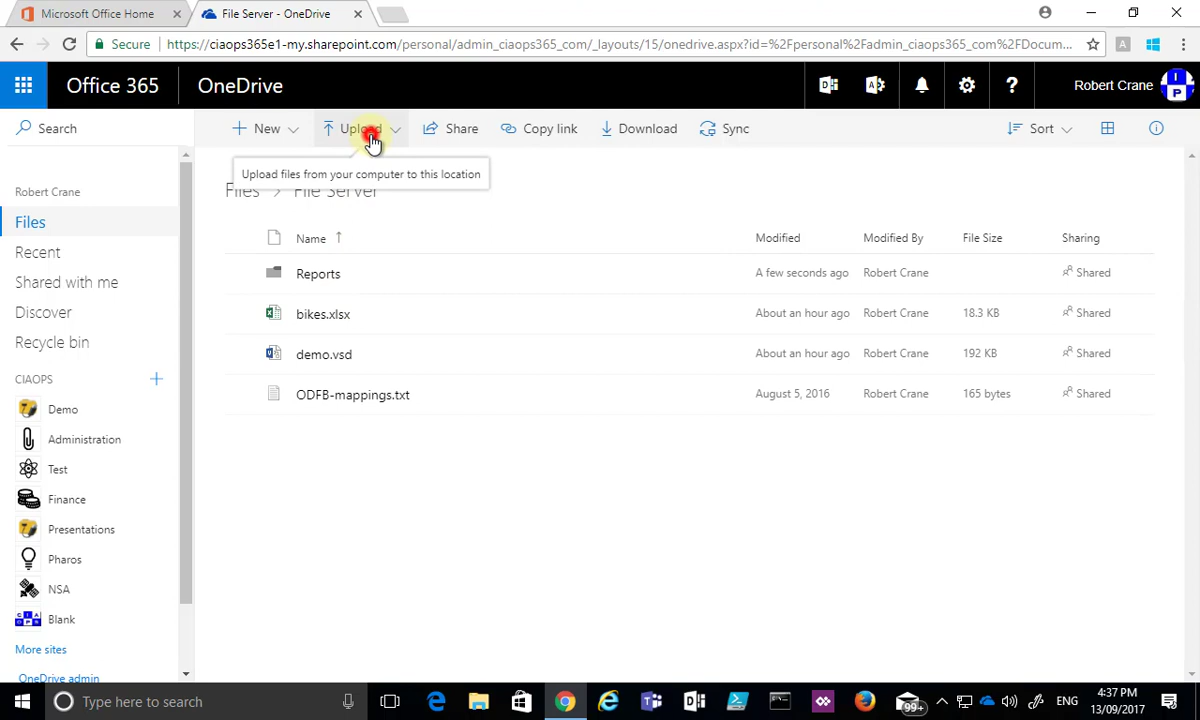 Microsoft Office Home
File Server - OneDrive
Secure
https://ciaops365e1-my.sharepoint.com/personal/admin_ciaops365_com/_layouts/15/onedrive.aspx?id=%2Fpersonal%2Fadmin_ciaops365_com%2FDocum...
Office 365
OneDrive
Robert Crane
Search
New
Upload
Share
Copy link
Download
Sync
Sort
Upload files from your computer to this location
Files > File Server
Robert Crane
Files
Recent
Shared with me
Discover
Recycle bin
CIAOPS
Demo
Administration
Test
Finance
Presentations
Pharos
NSA
Blank
More sites
OneDrive admin
Name Modified Modified By File Size Sharing
Reports A few seconds ago Robert Crane Shared
bikes.xlsx About an hour ago Robert Crane 18.3 KB Shared
demo.vsd About an hour ago Robert Crane 192 KB Shared
ODFB-mappings.txt August 5, 2016 Robert Crane 165 bytes Shared
Type here to search
99+
ENG
4:37 PM
13/09/2017